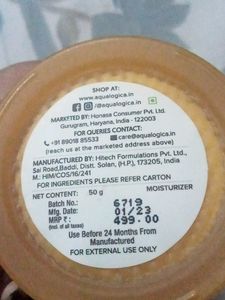 SHOP AT:
www.aqualogica.in
/@aqualogica.in
MARKETED BY: Honasa Consumer Pvt. Ltd.
Gurugram, Haryana, India - 122003
FOR QUERIES CONTACT:
+91 89018 85533 care@aqualogica.in
(reach us at the marketed address above)
MANUFACTURED BY: Hitech Formulations Pvt. Ltd.,
Sai Road,Baddi, Distt. Solan, (H.P.), 173205, India
M.: HIM/COS/16/241
FOR INGREDIENTS PLEASE REFER CARTON
Net Content: 50 g MOISTURIZER
Batch No.: 6719
Mfg. Date: 01/23
MRP ₹: 499.00
(incl. of all taxes)
Use Before 24 Months From
Manufactured
FOR EXTERNAL USE ONLY